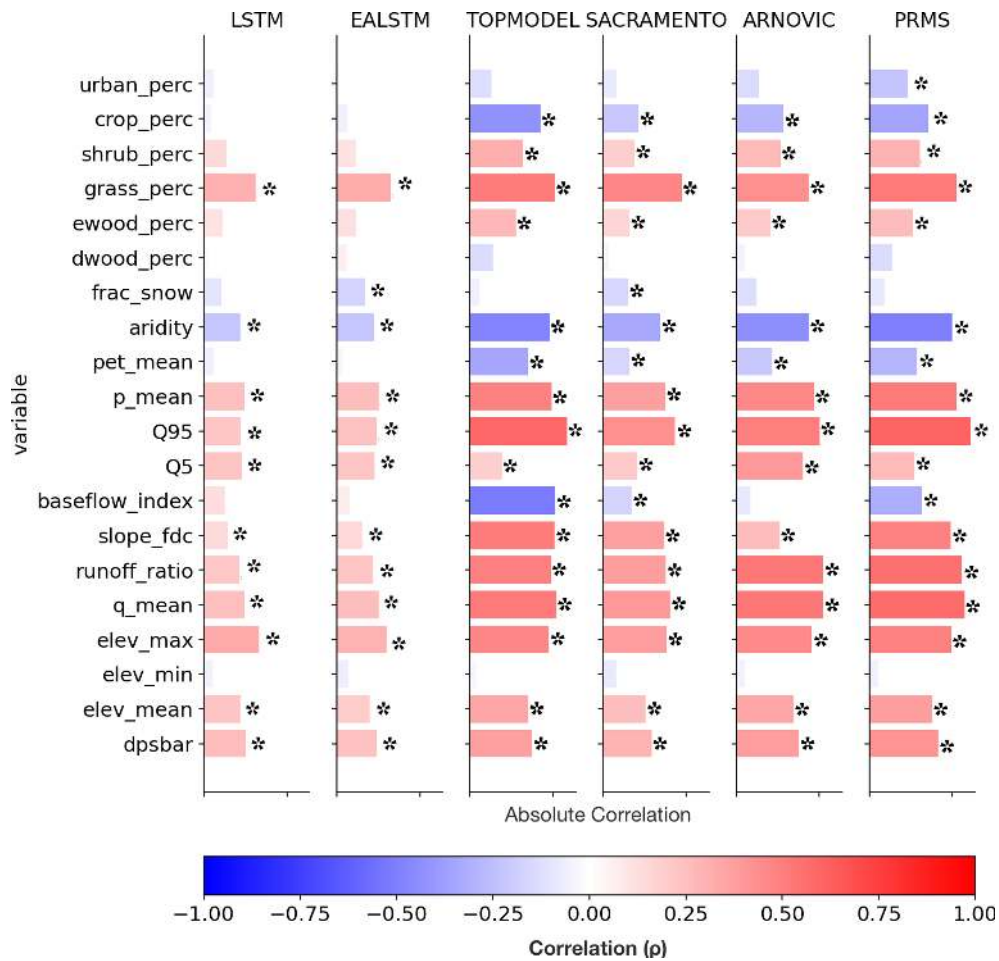 LSTM EALSTM TOPMODEL SACRAMENTO ARNOVIC PRMS
variable
urban_perc
crop_perc *
shrub_perc *
grass_perc *
ewood_perc *
dwood_perc
frac_snow *
aridity *
pet_mean *
p_mean *
Q95 *
Q5 *
baseflow_index *
slope_fdc *
runoff_ratio *
q_mean *
elev_max *
elev_min
elev_mean *
dpsbar *
Absolute Correlation
−1.00 −0.75 −0.50 −0.25 0.00 0.25 0.50 0.75 1.00
Correlation (ρ)